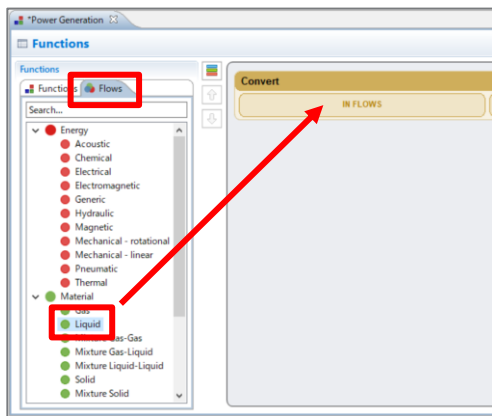 *Power Generation
Functions
Functions
Functions
Flows
Search...
Energy
Acoustic
Chemical
Electrical
Electromagnetic
Generic
Hydraulic
Magnetic
Mechanical - rotational
Mechanical - linear
Pneumatic
Thermal
Material
Gas
Liquid
Mixture Gas-Gas
Mixture Gas-Liquid
Mixture Liquid-Liquid
Solid
Mixture Solid
Convert
IN FLOWS